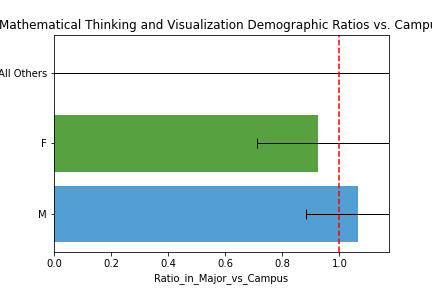 Mathematical Thinking and Visualization Demographic Ratios vs. Campu
All Others
F
M
0.0 0.2 0.4 0.6 0.8 1.0
Ratio_in_Major_vs_Campus